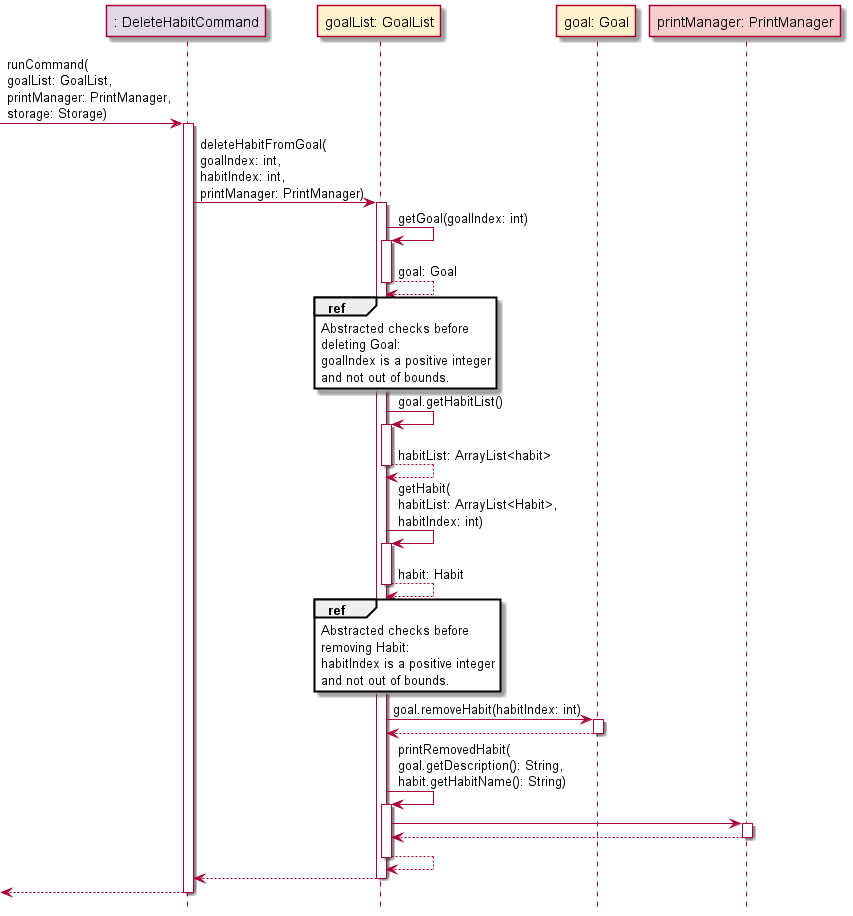 : DeleteHabitCommand
goalList: GoalList
goal: Goal
printManager: PrintManager
runCommand(
goalList: GoalList,
printManager: PrintManager,
storage: Storage)
deleteHabitFromGoal(
goalIndex: int,
habitIndex: int,
printManager: PrintManager)
getGoal(goalIndex: int)
goal: Goal
ref
Abstracted checks before
deleting Goal:
goalIndex is a positive integer
and not out of bounds.
goal.getHabitList()
habitList: ArrayList<habit>
getHabit(
habitList: ArrayList<Habit>,
habitIndex: int)
habit: Habit
ref
Abstracted checks before
removing Habit:
habitIndex is a positive integer
and not out of bounds.
goal.removeHabit(habitIndex: int)
printRemovedHabit(
goal.getDescription(): String,
habit.getHabitName(): String)